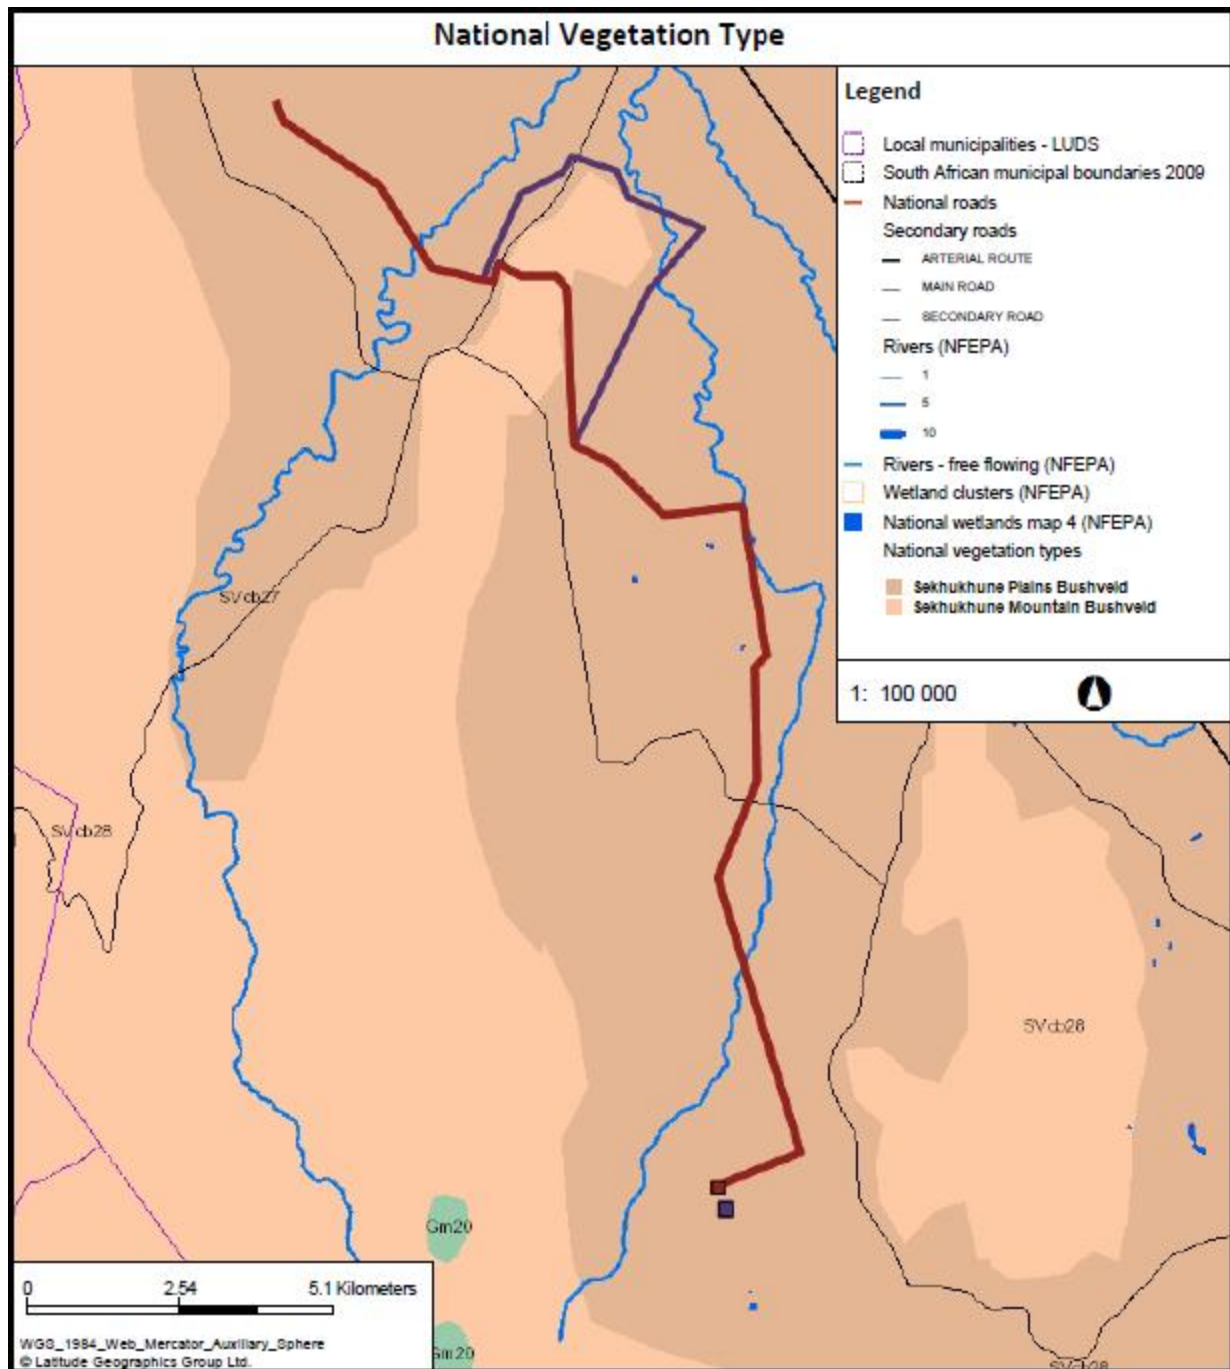 National Vegetation Type
Legend
Local municipalities - LUDS
South African municipal boundaries 2009
National roads
Secondary roads
ARTERIAL ROUTE
MAIN ROAD
SECONDARY ROAD
Rivers (NFEPA)
1
5
10
Rivers - free flowing (NFEPA)
Wetland clusters (NFEPA)
National wetlands map 4 (NFEPA)
National vegetation types
Sekhukhune Plains Bushveld
Sekhukhune Mountain Bushveld
1: 100 000
SVcb27
SVcb28
SVcb28
Gm20
Gm20
SVcb28
0 2.54 5.1 Kilometers
WGS_1984_Web_Mercator_Auxiliary_Sphere
© Latitude Geographics Group Ltd.